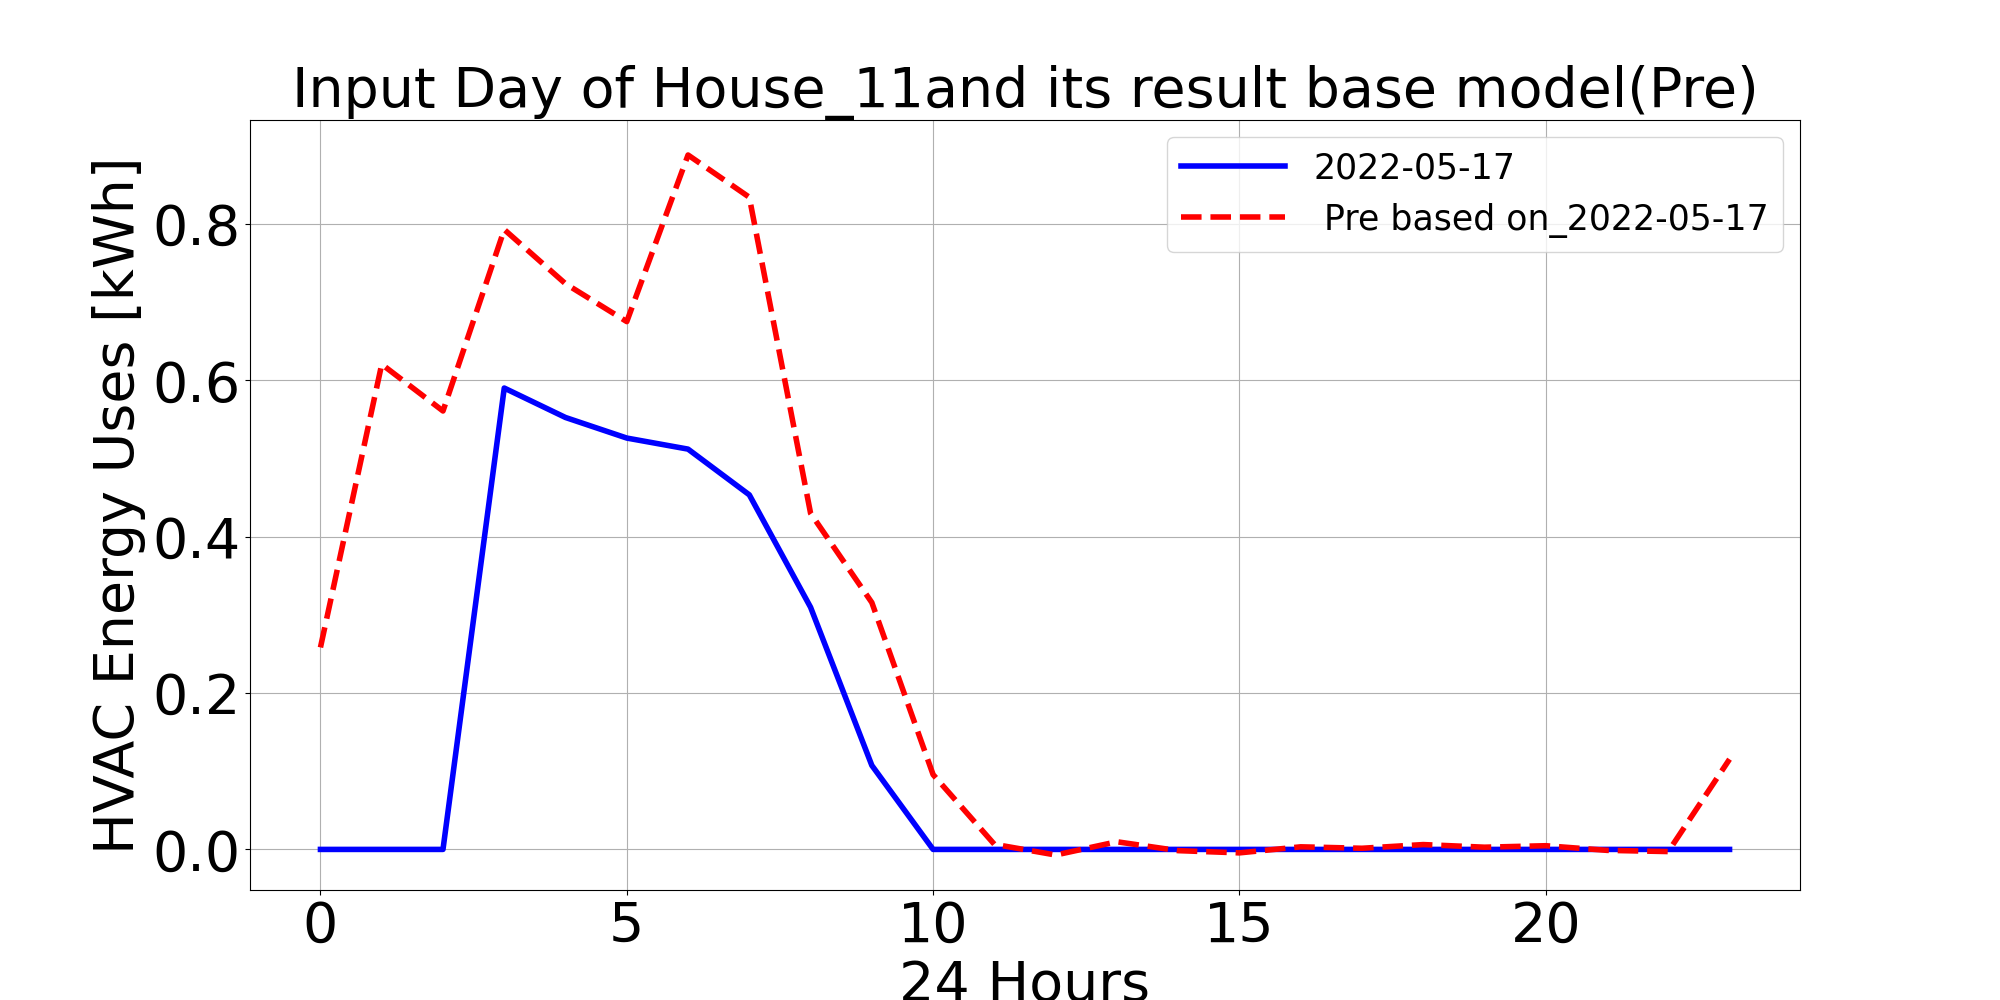 Input Day of House_11and its result base model(Pre)
2022-05-17
Pre based on_2022-05-17
HVAC Energy Uses [kWh]
0.8
0.6
0.4
0.2
0.0
0 5 10 15 20
24 Hours